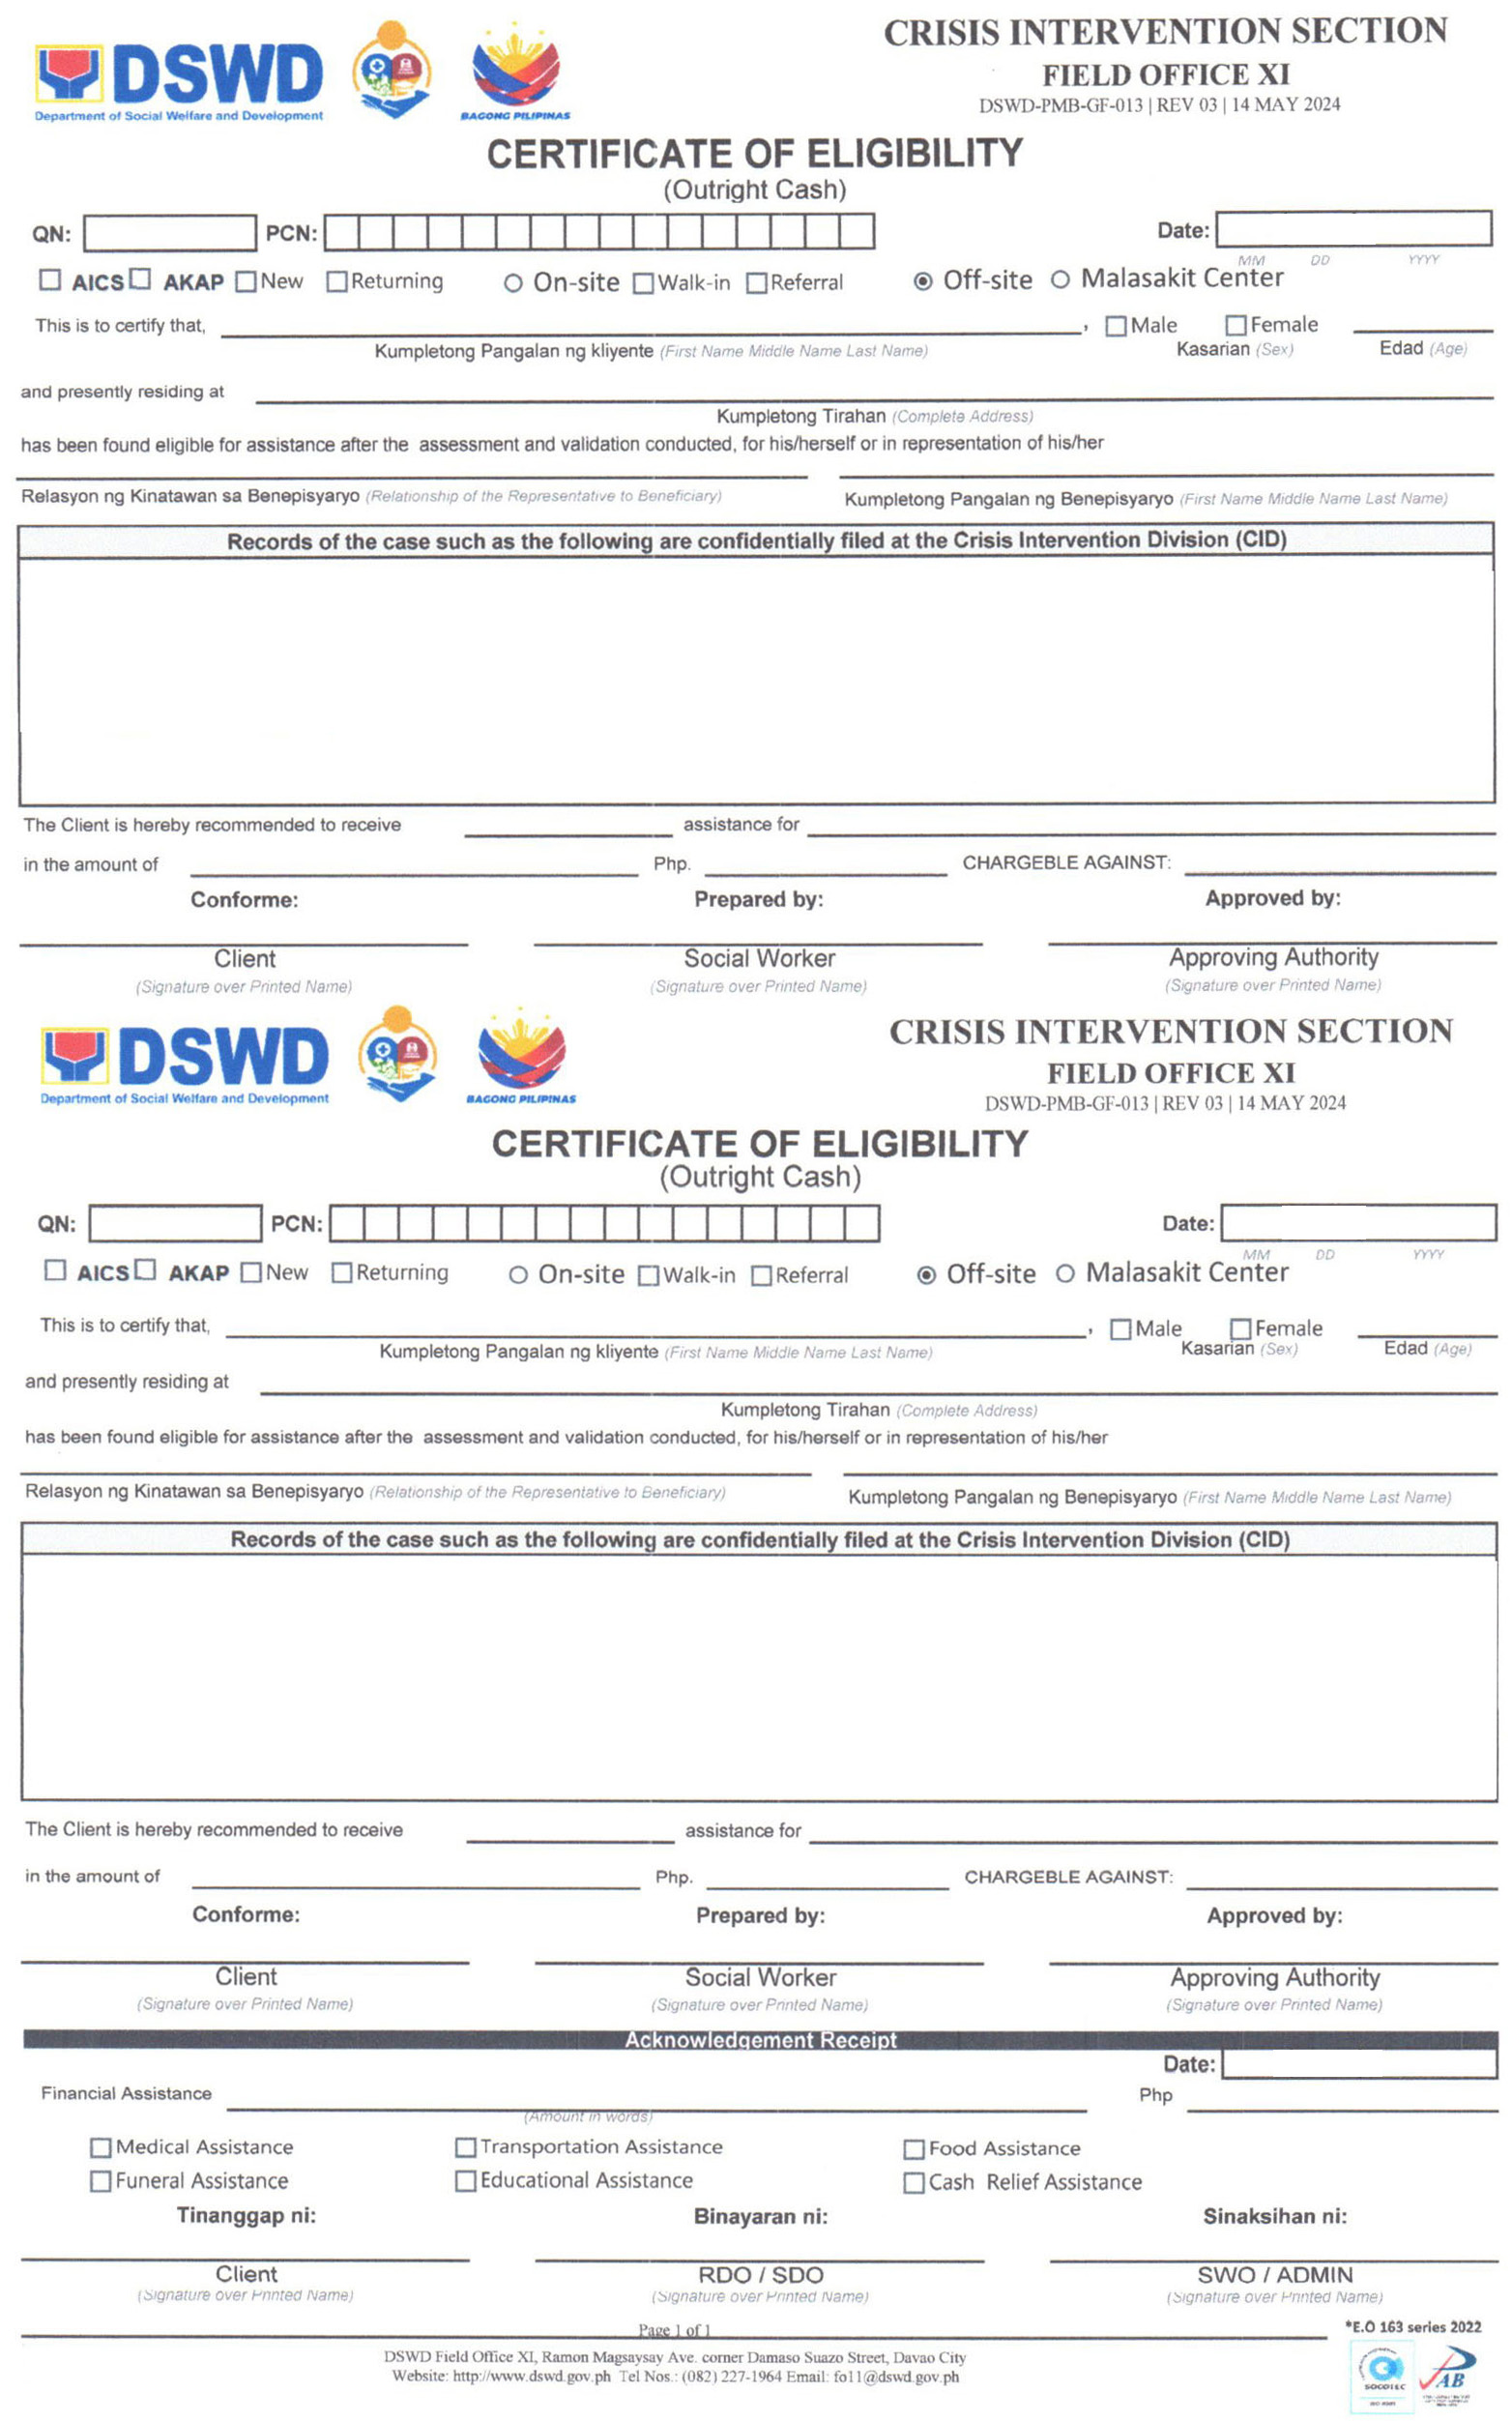 DSWD
Department of Social Welfare and Development
BAGONG PILIPINAS
CRISIS INTERVENTION SECTION
FIELD OFFICE XI
DSWD-PMB-GF-013 | REV 03 | 14 MAY 2024
CERTIFICATE OF ELIGIBILITY
(Outright Cash)
QN: PCN: Date:
MM DD YYYY
AICS AKAP New Returning On-site Walk-in Referral Off-site Malasakit Center
This is to certify that, , Male Female
Kumpletong Pangalan ng kliyente (First Name Middle Name Last Name) Kasarian (Sex) Edad (Age)
and presently residing at
Kumpletong Tirahan (Complete Address)
has been found eligible for assistance after the assessment and validation conducted, for his/herself or in representation of his/her
Relasyon ng Kinatawan sa Benepisyaryo (Relationship of the Representative to Beneficiary) Kumpletong Pangalan ng Benepisyaryo (First Name Middle Name Last Name)
Records of the case such as the following are confidentially filed at the Crisis Intervention Division (CID)
The Client is hereby recommended to receive assistance for
in the amount of Php. CHARGEBLE AGAINST:
Conforme: Prepared by: Approved by:
Client Social Worker Approving Authority
(Signature over Printed Name) (Signature over Printed Name) (Signature over Printed Name)
DSWD
Department of Social Welfare and Development
BAGONG PILIPINAS
CRISIS INTERVENTION SECTION
FIELD OFFICE XI
DSWD-PMB-GF-013 | REV 03 | 14 MAY 2024
CERTIFICATE OF ELIGIBILITY
(Outright Cash)
QN: PCN: Date:
MM DD YYYY
AICS AKAP New Returning On-site Walk-in Referral Off-site Malasakit Center
This is to certify that, , Male Female
Kumpletong Pangalan ng kliyente (First Name Middle Name Last Name) Kasarian (Sex) Edad (Age)
and presently residing at
Kumpletong Tirahan (Complete Address)
has been found eligible for assistance after the assessment and validation conducted, for his/herself or in representation of his/her
Relasyon ng Kinatawan sa Benepisyaryo (Relationship of the Representative to Beneficiary) Kumpletong Pangalan ng Benepisyaryo (First Name Middle Name Last Name)
Records of the case such as the following are confidentially filed at the Crisis Intervention Division (CID)
The Client is hereby recommended to receive assistance for
in the amount of Php. CHARGEBLE AGAINST:
Conforme: Prepared by: Approved by:
Client Social Worker Approving Authority
(Signature over Printed Name) (Signature over Printed Name) (Signature over Printed Name)
Acknowledgement Receipt
Date:
Financial Assistance Php
(Amount in words)
Medical Assistance Transportation Assistance Food Assistance
Funeral Assistance Educational Assistance Cash Relief Assistance
Tinanggap ni: Binayaran ni: Sinaksihan ni:
Client RDO / SDO SWO / ADMIN
(Signature over Printed Name) (Signature over Printed Name) (Signature over Printed Name)
Page 1 of 1
*E.O 163 series 2022
DSWD Field Office XI, Ramon Magsaysay Ave. corner Damaso Suazo Street, Davao City
Website: http://www.dswd.gov.ph Tel Nos.: (082) 227-1964 Email: fo11@dswd.gov.ph
SOCOTEC
PAB